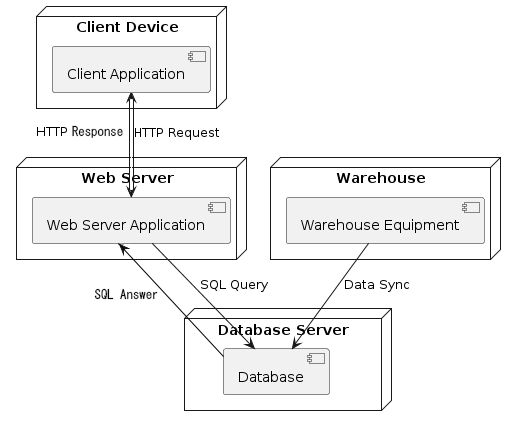 Client Device
Client Application
HTTP Response
HTTP Request
Web Server
Web Server Application
Warehouse
Warehouse Equipment
SQL Answer
SQL Query
Data Sync
Database Server
Database